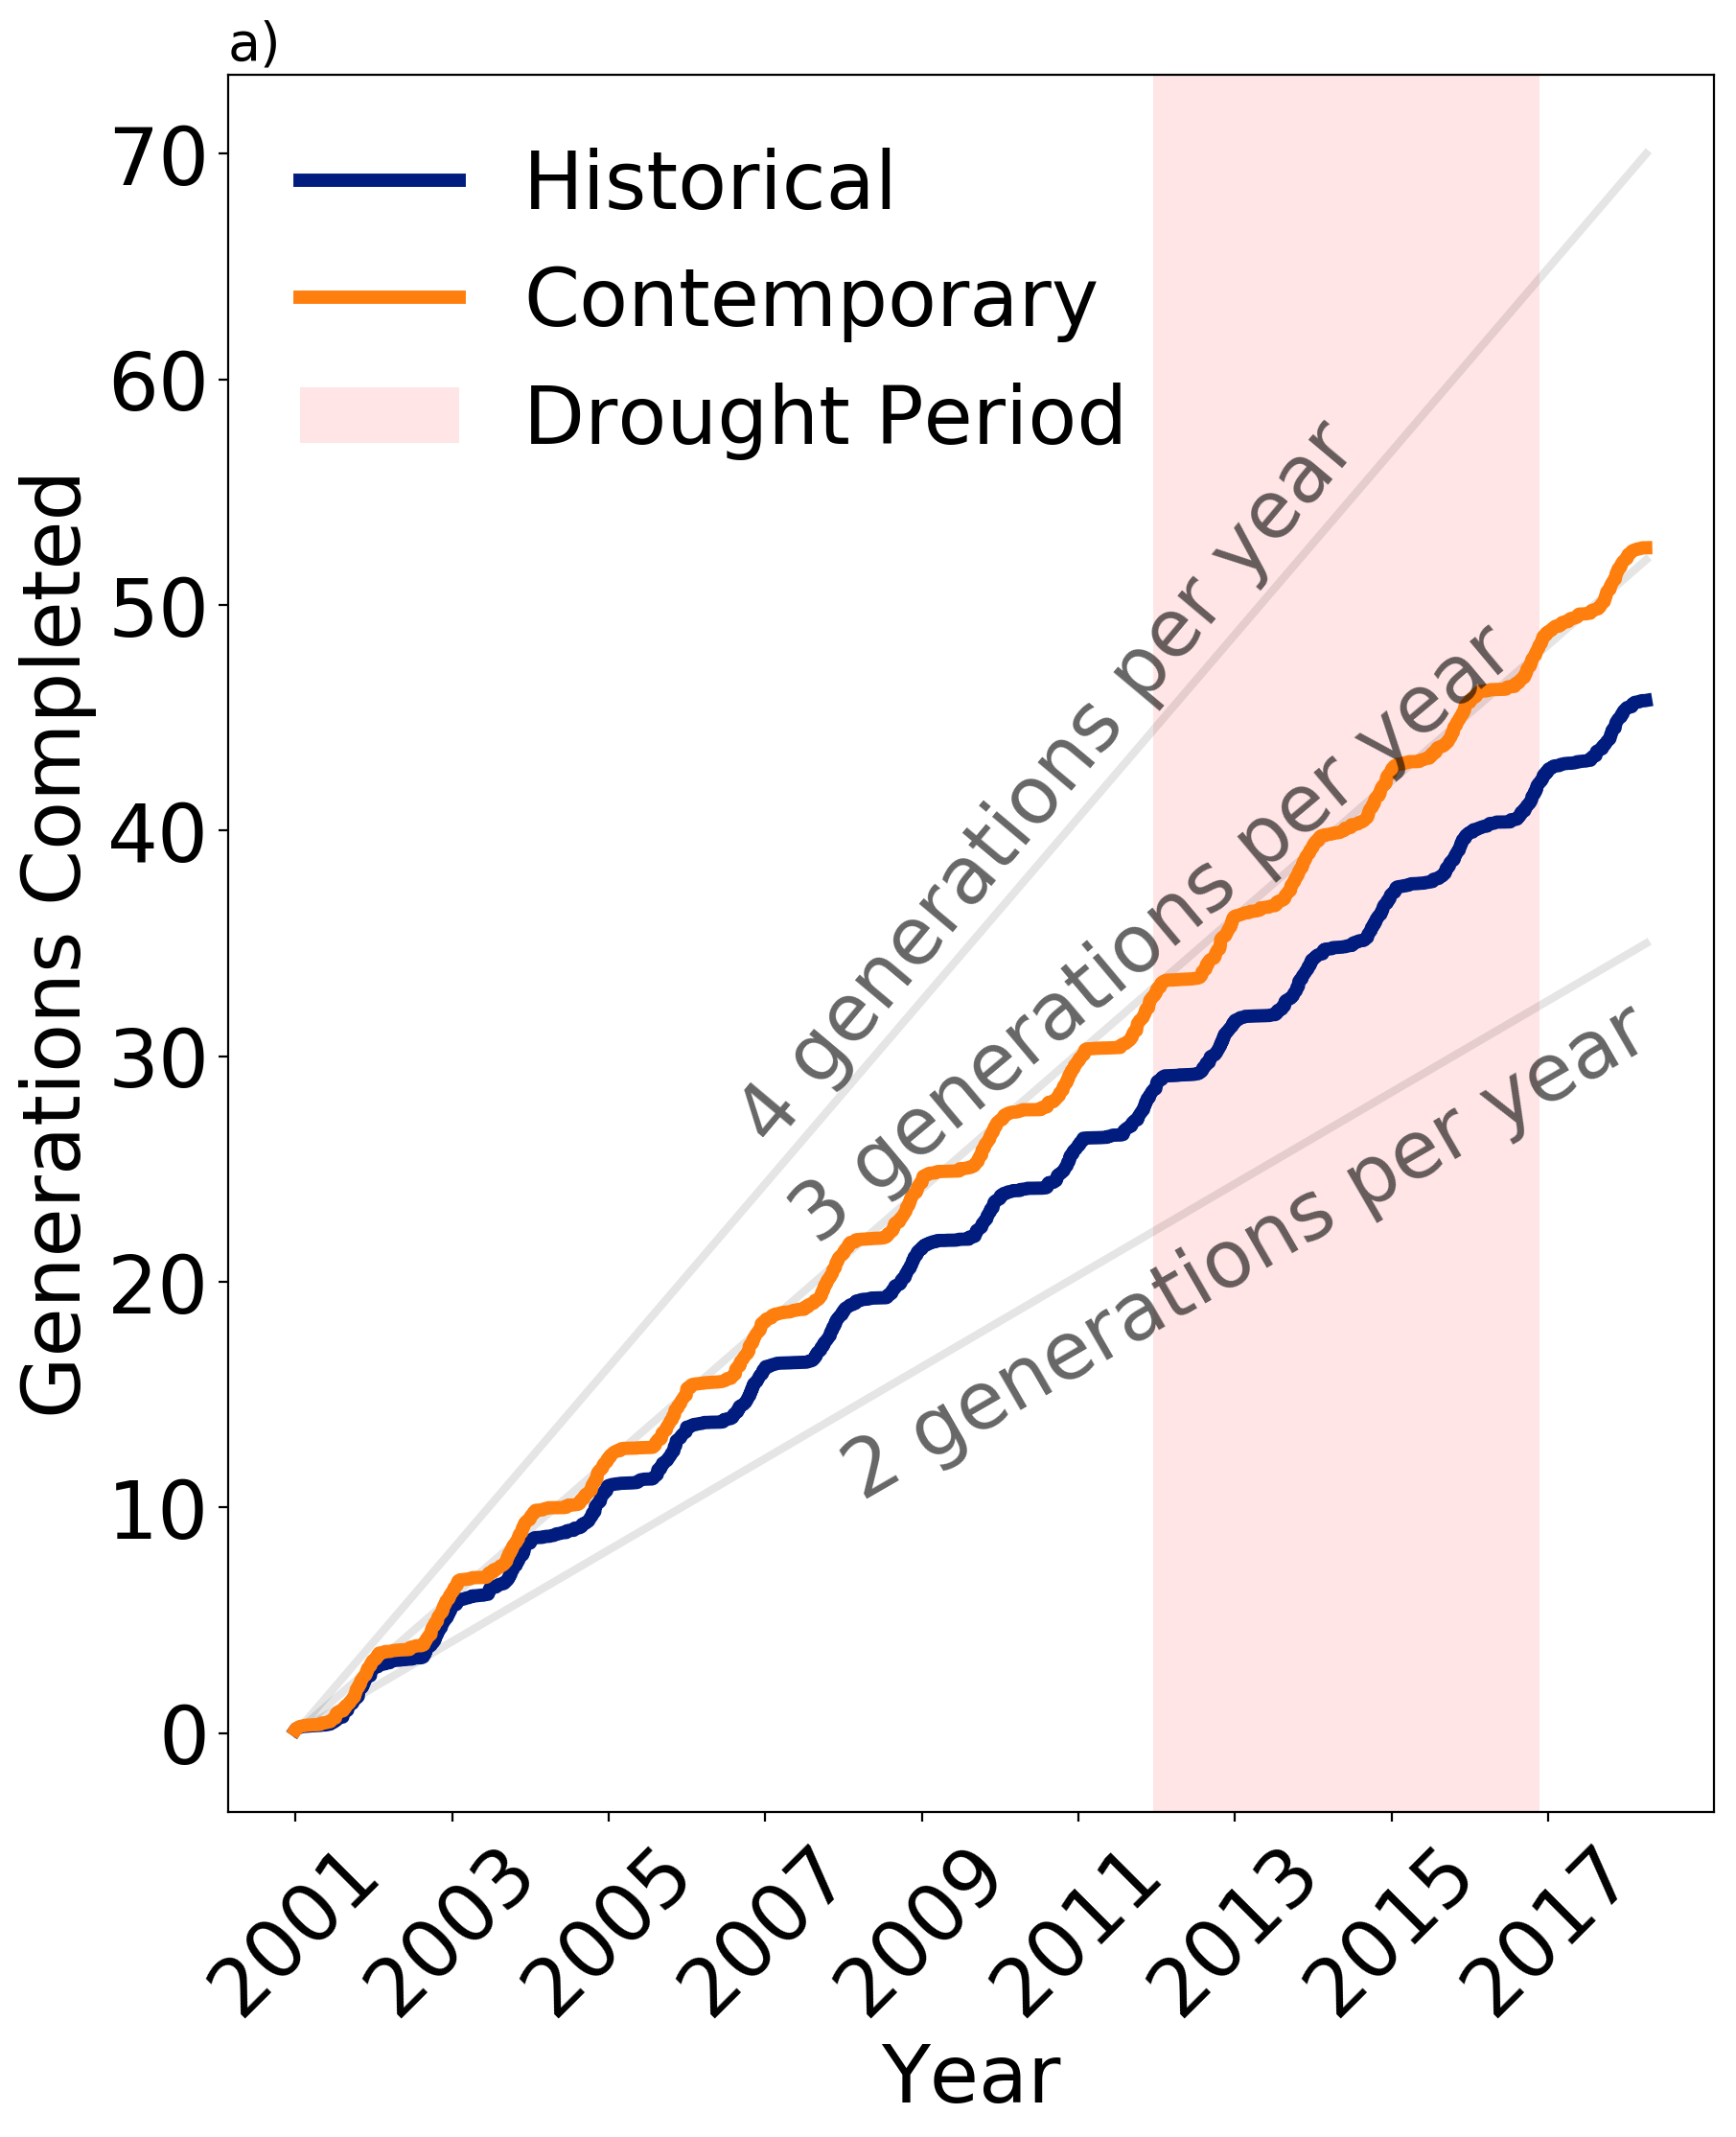 a)
Historical
Contemporary
Drought Period
4 generations per year
3 generations per year
2 generations per year
Generations Completed
70
60
50
40
30
20
10
0
2001
2003
2005
2007
2009
2011
2013
2015
2017
Year